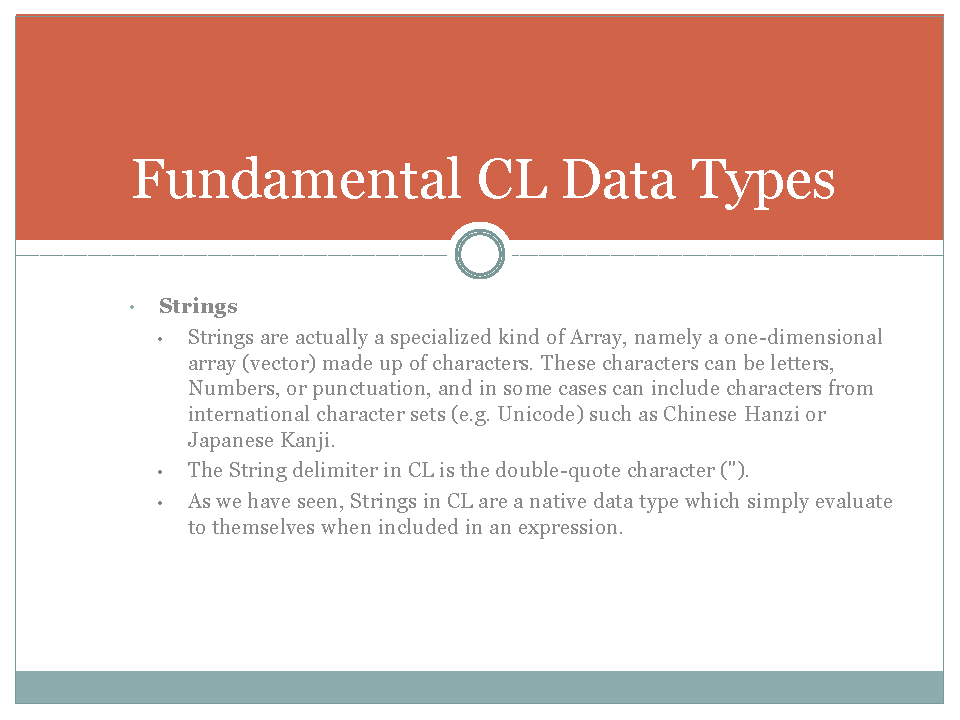 Fundamental CL Data Types
• Strings
• Strings are actually a specialized kind of Array, namely a one-dimensional
array (vector) made up of characters. These characters can be letters,
Numbers, or punctuation, and in some cases can include characters from
international character sets (e.g. Unicode) such as Chinese Hanzi or
Japanese Kanji.
• The String delimiter in CL is the double-quote character (").
• As we have seen, Strings in CL are a native data type which simply evaluate
to themselves when included in an expression.